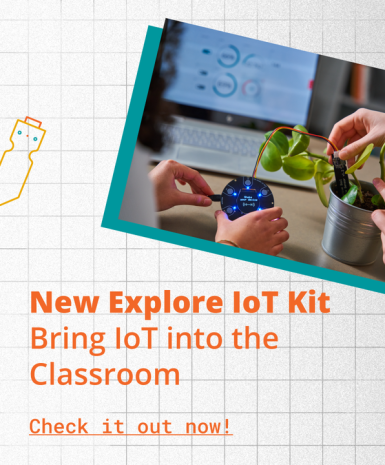 New Explore IoT Kit
Bring IoT into the
Classroom
Check it out now!